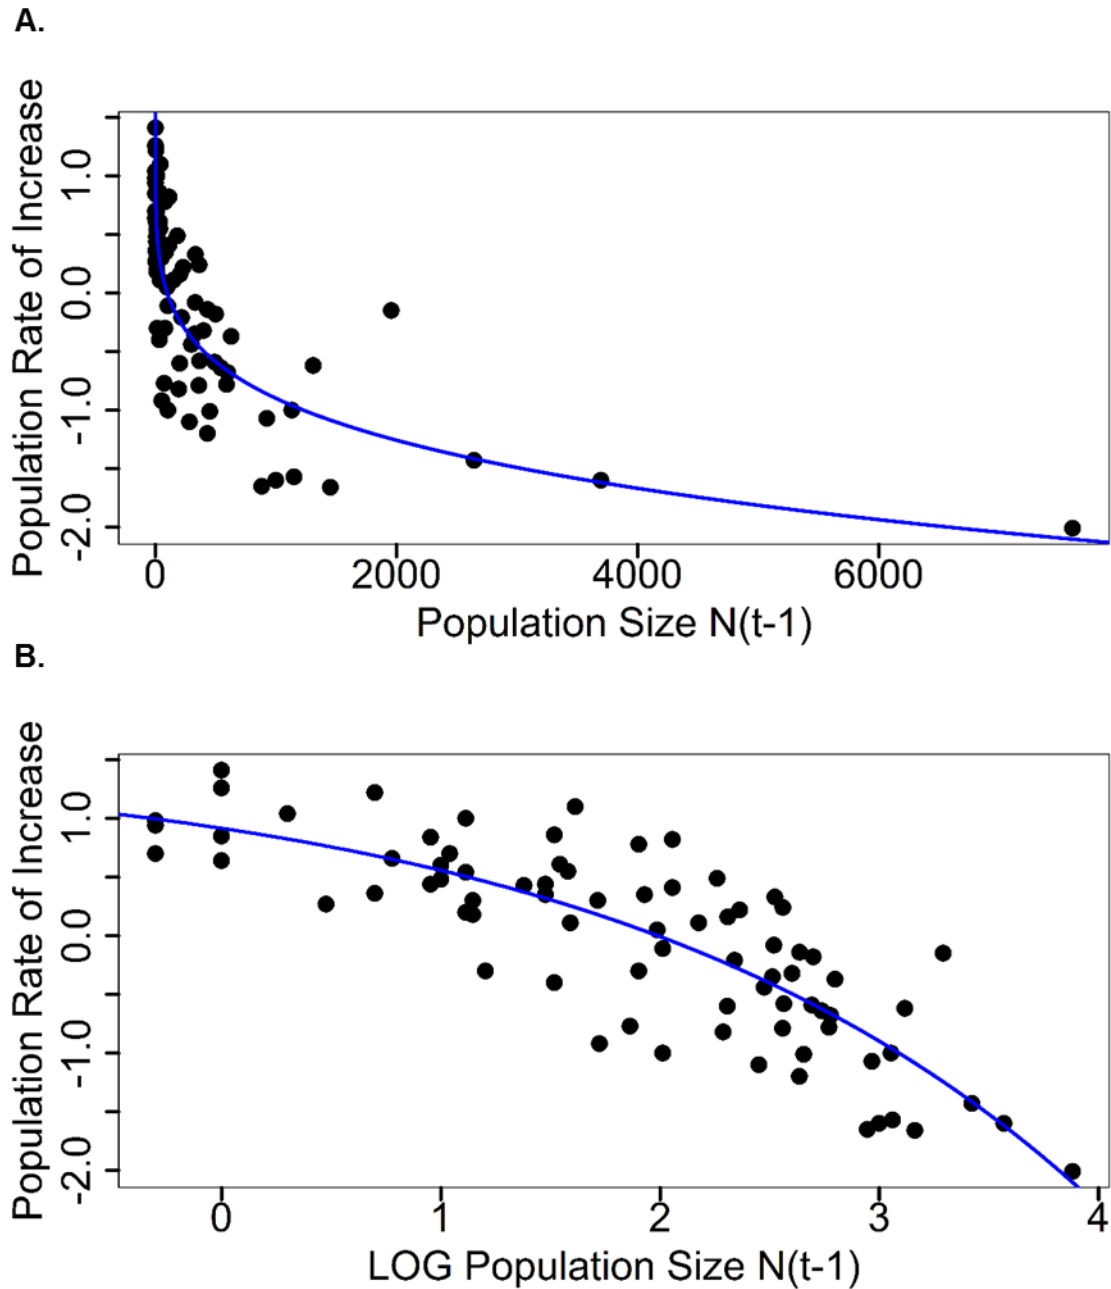 A.
Population Rate of Increase
1.0
0.0
-1.0
-2.0
0 2000 4000 6000
Population Size N(t-1)
B.
Population Rate of Increase
1.0
0.0
-1.0
-2.0
0 1 2 3 4
LOG Population Size N(t-1)